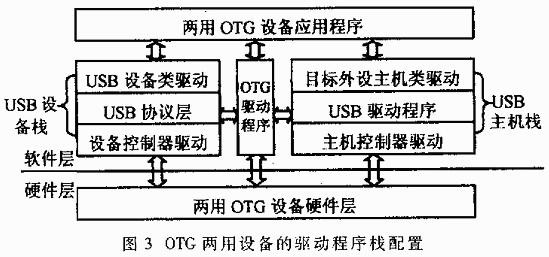 两用 OTG 设备应用程序
USB 设备类驱动
USB 协议层
设备控制器驱动
USB 设
备栈
OTG
驱动
程序
目标外设主机类驱动
USB 驱动程序
主机控制器驱动
USB
主机栈
软件层
硬件层
两用 OTG 设备硬件层
图 3 OTG 两用设备的驱动程序栈配置